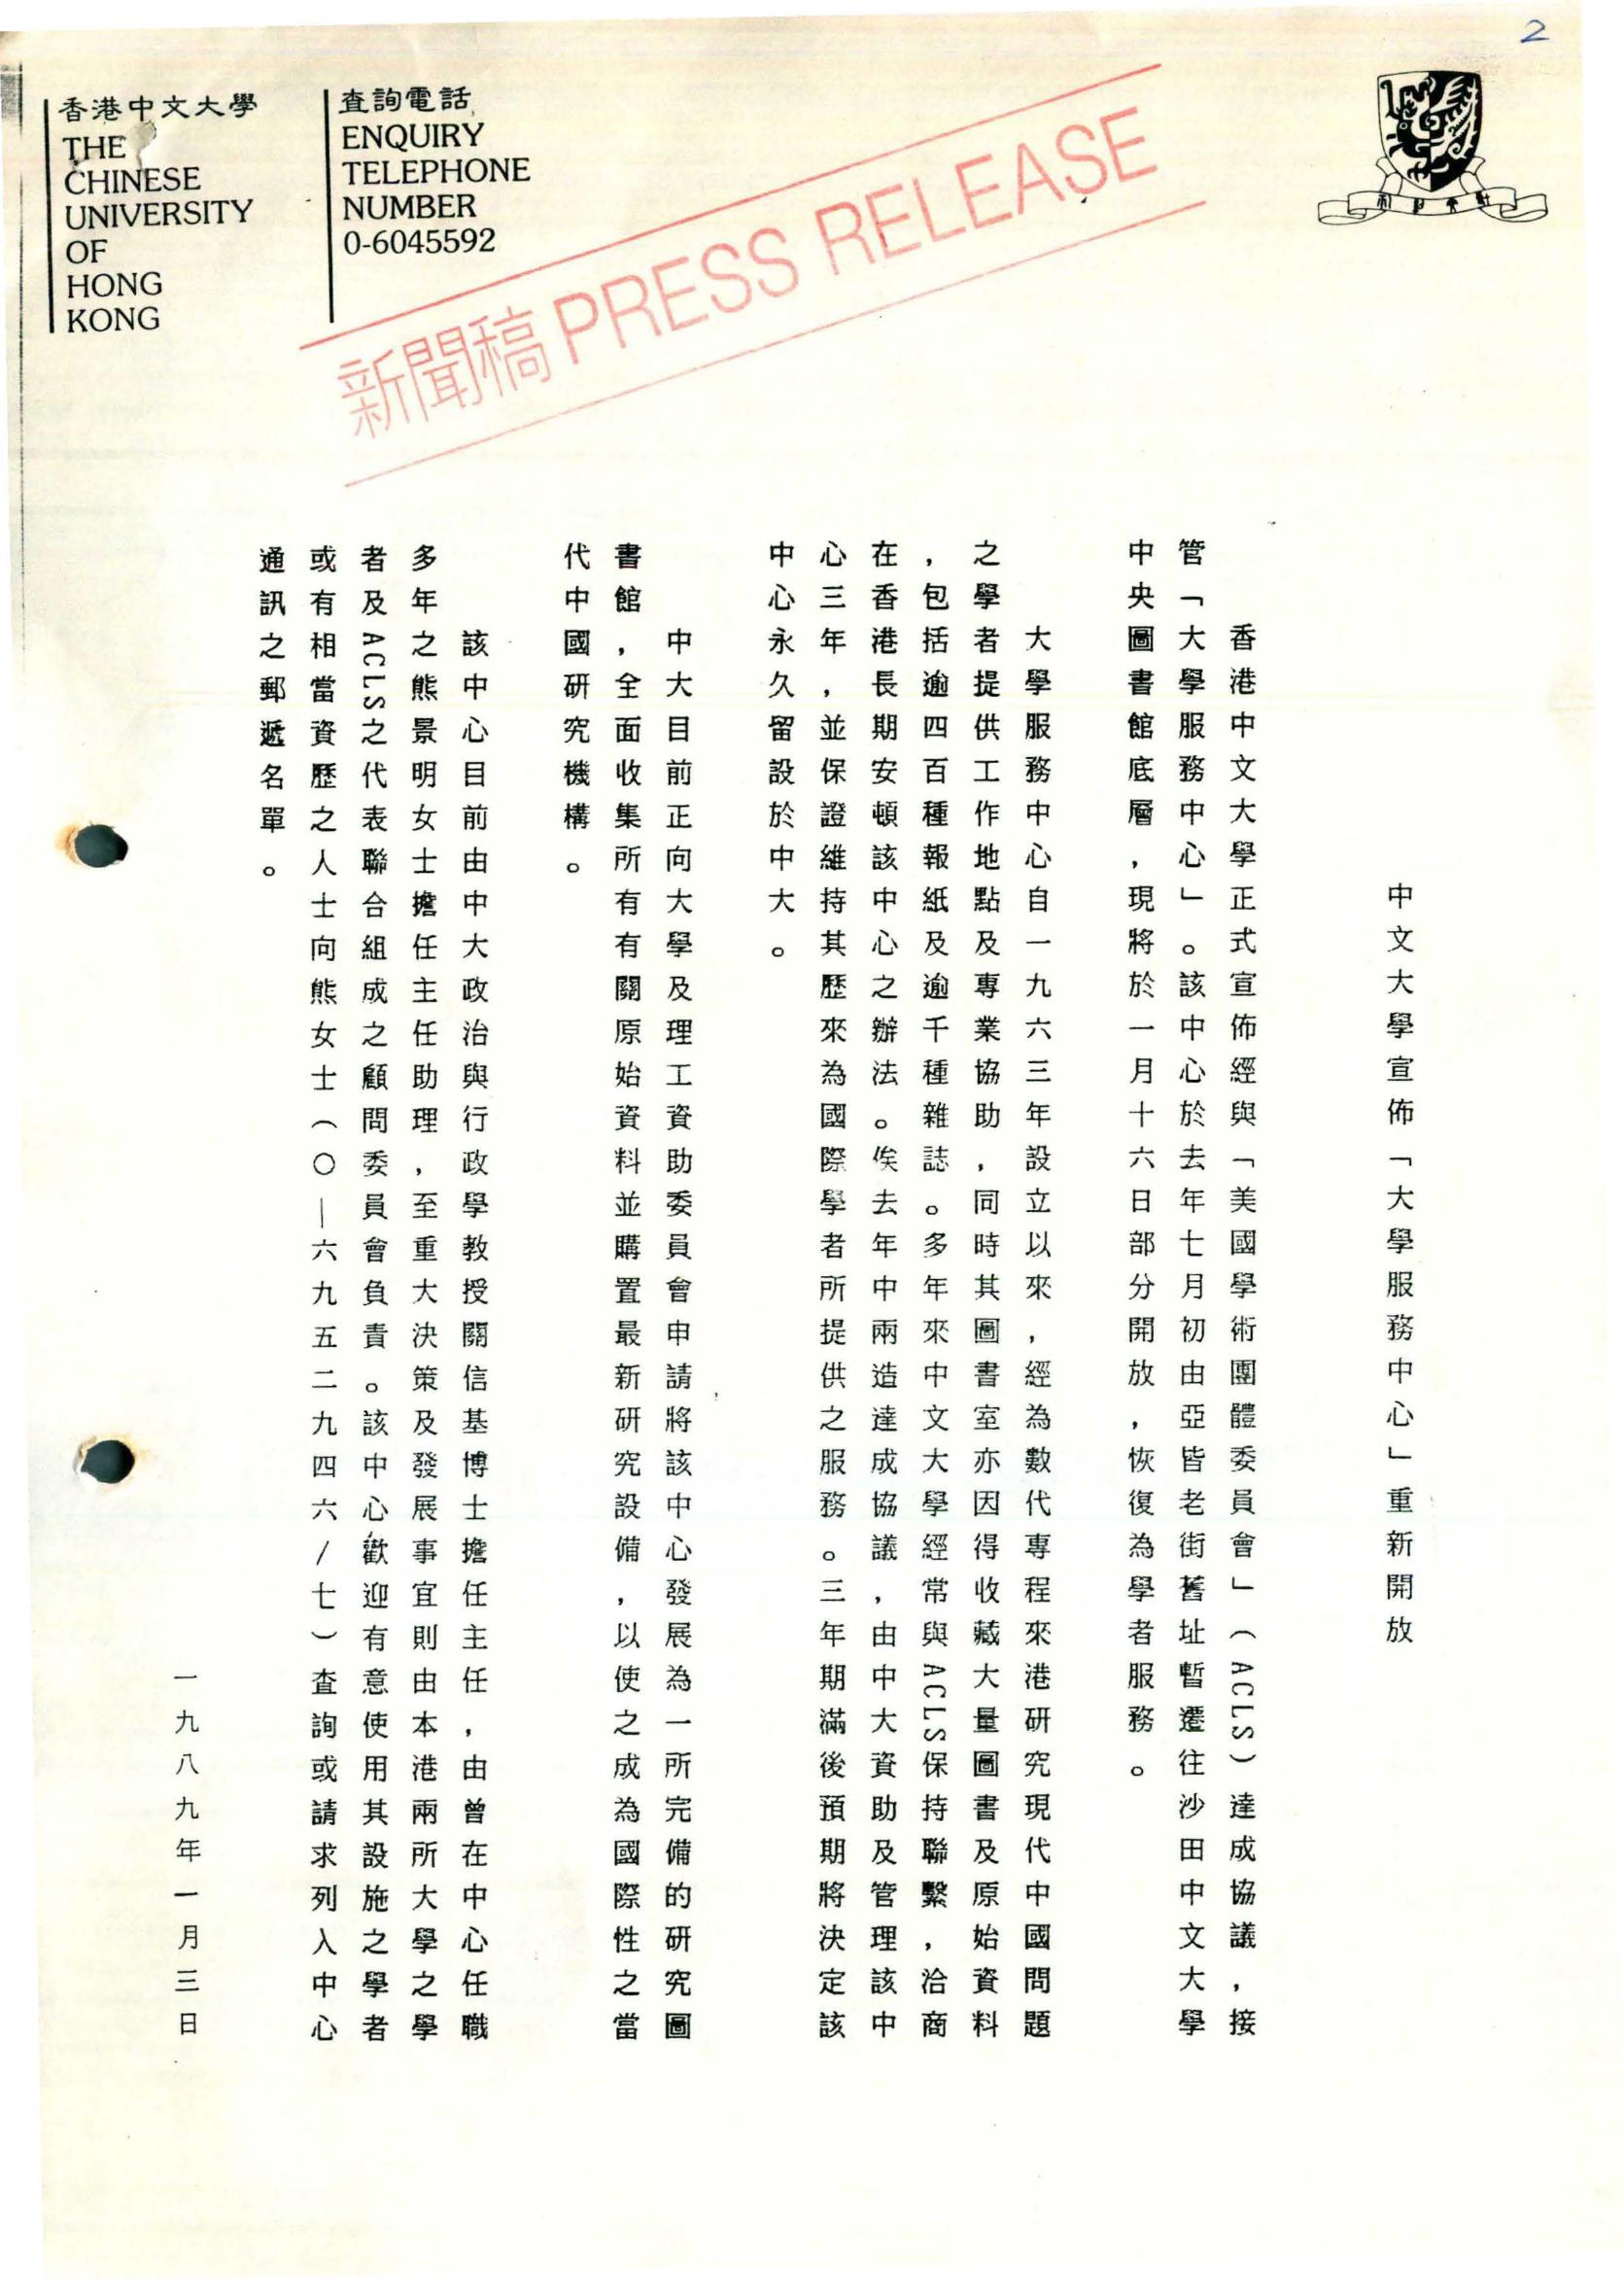 2
香港中文大學
THE
CHINESE
UNIVERSITY
OF
HONG
KONG
查詢電話
ENQUIRY
TELEPHONE
NUMBER
0-6045592
新聞稿 PRESS RELEASE
中文大學宣佈「大學服務中心」重新開放
香港中文大學正式宣佈經與「美國學術團體委員會」(ACLS)達成協議,接
管「大學服務中心」。該中心於去年七月初由亞皆老街舊址暫遷往沙田中文大學
中央圖書館底層,現將於一月十六日部分開放,恢復為學者服務。
大學服務中心自一九六三年設立以來,經為數代專程來港研究現代中國問題
之學者提供工作地點及專業協助,同時其圖書室亦因得收藏大量圖書及原始資料
,包括逾四百種報紙及逾千種雜誌。多年來中文大學經常與ACLS保持聯繫,洽商
在香港長期安頓該中心之辦法。俟去年中兩造達成協議,由中大資助及管理該中
心三年,並保證維持其歷來為國際學者所提供之服務。三年期滿後預期將決定該
中心永久留設於中大。
中大目前正向大學及理工資助委員會申請將該中心發展為一所完備的研究圖
書館,全面收集所有有關原始資料並購置最新研究設備,以使之成為國際性之當
代中國研究機構。
該中心目前由中大政治與行政學教授關信基博士擔任主任,由曾在中心任職
多年之熊景明女士擔任主任助理,至重大決策及發展事宜則由本港兩所大學之學
者及ACLS之代表聯合組成之顧問委員會負責。該中心歡迎有意使用其設施之學者
或有相當資歷之人士向熊女士(〇—六九五二九四六/七)查詢或請求列入中心
通訊之郵遞名單。
一九八九年一月三日